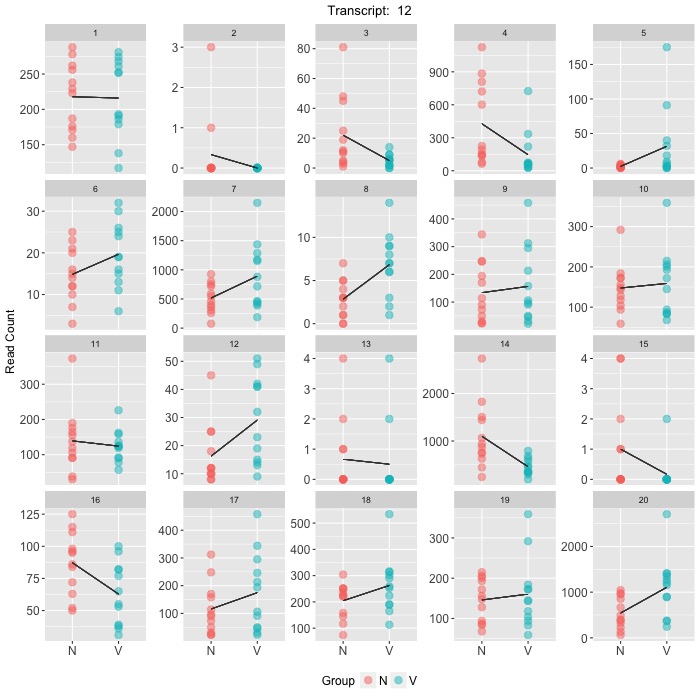 Transcript: 12
1 2 3 4 5
250 200 150
3 2 1 0
80 60 40 20 0
900 600 300 0
150 100 50 0
6 7 8 9 10
30 20 10
2000 1500 1000 500 0
10 5 0
400 300 200 100
300 200 100
Read Count
11 12 13 14 15
300 200 100
50 40 30 20 10
4 3 2 1 0
2000 1000
4 3 2 1 0
16 17 18 19 20
125 100 75 50
400 300 200 100
500 400 300 200 100
300 200 100
2000 1000 0
N V N V N V N V N V
Group N V